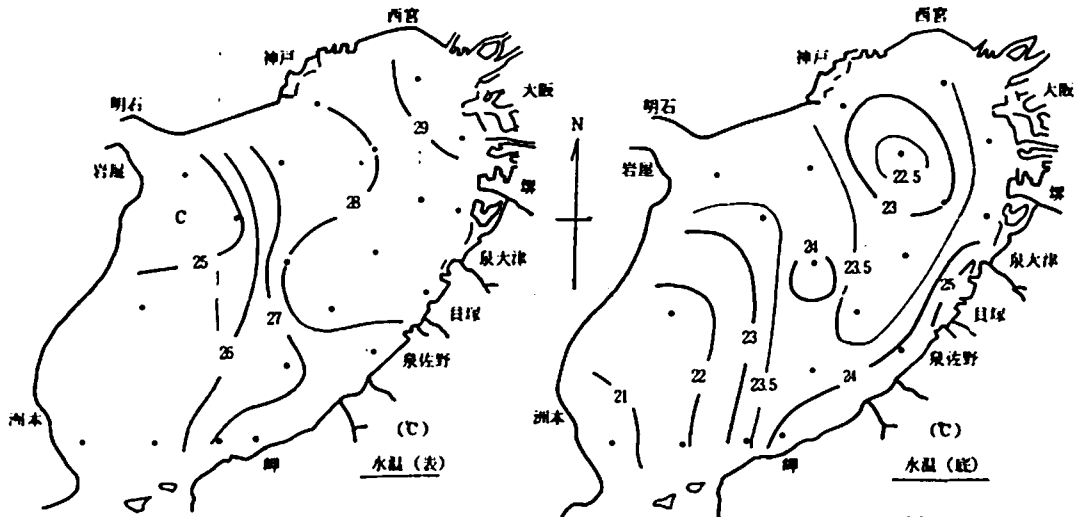 西宮
神戸
明石
大阪
29
岩屋
N
28
堺
C
25
泉大津
27
貝塚
26
泉佐野
洲本
(℃)
岬
水温(表)
西宮
神戸
明石
大阪
岩屋
22.5
堺
23
24
23.5
泉大津
25
貝塚
23
泉佐野
22
24
23.5
21
洲本
(℃)
岬
水温(底)